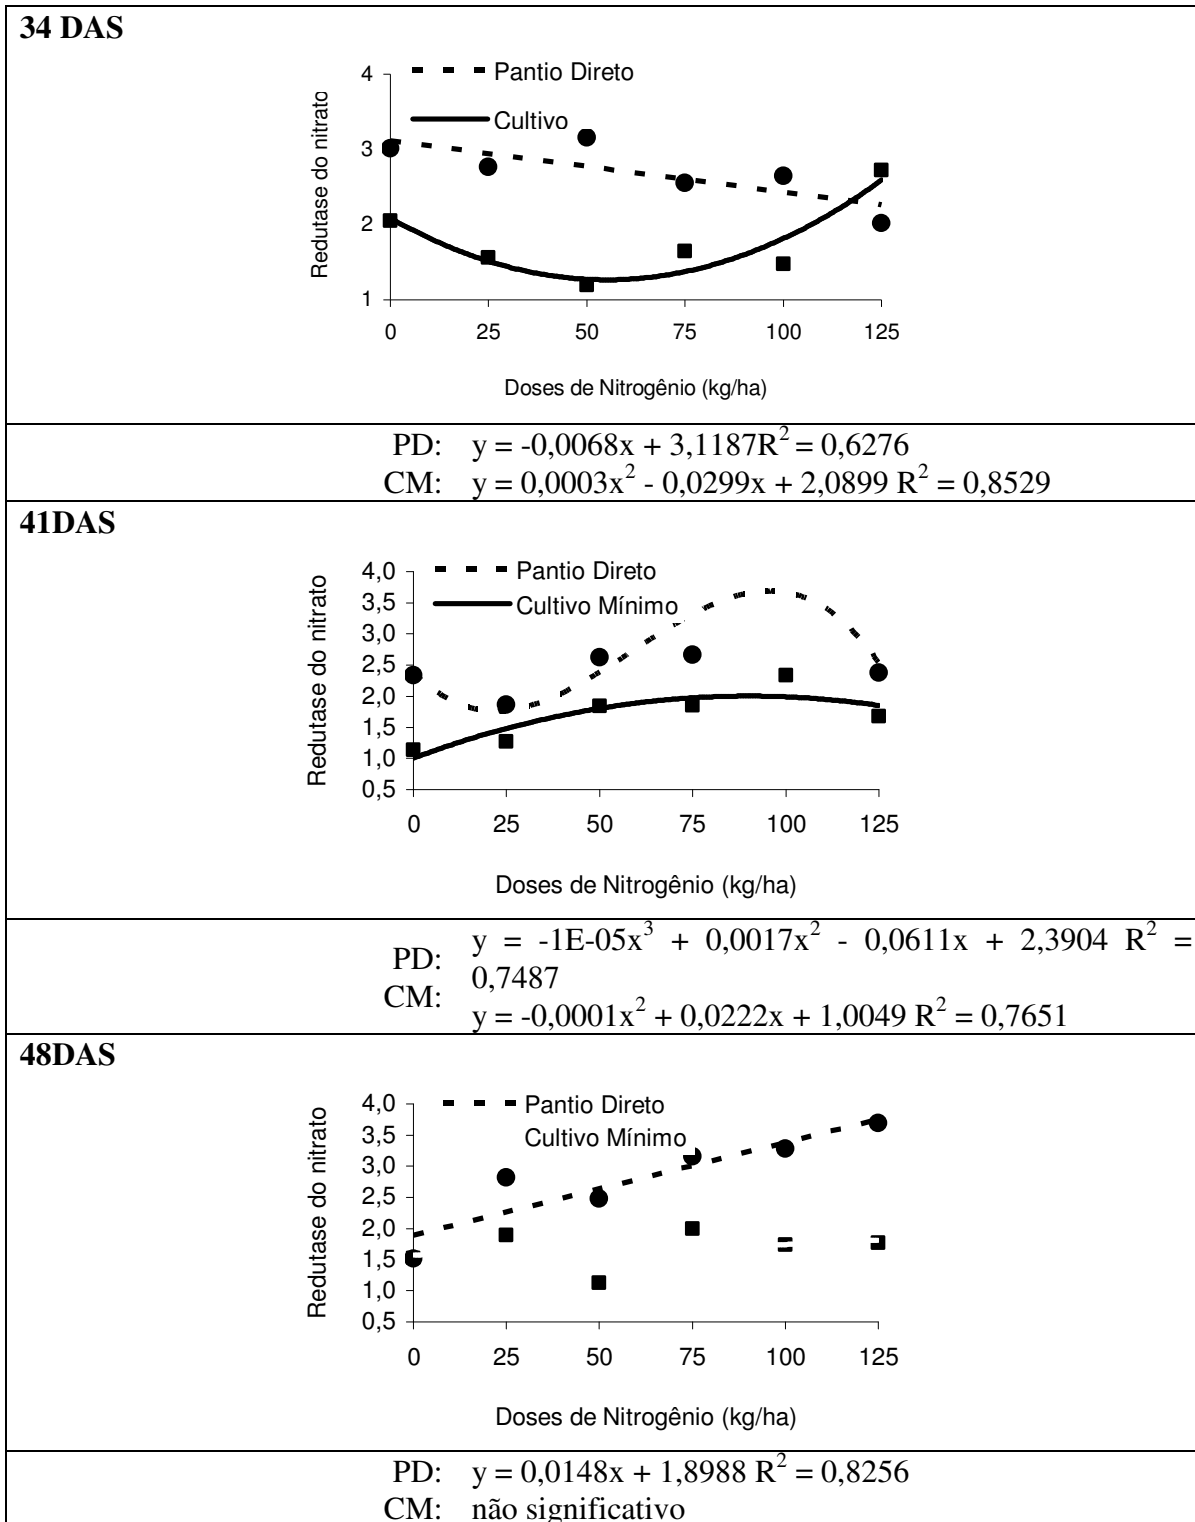 34 DAS
Pantio Direto
Cultivo
Redutase do nitrato
4
3
2
1
0 25 50 75 100 125
Doses de Nitrogênio (kg/ha)
PD: y = -0,0068x + 3,1187R² = 0,6276
CM: y = 0,0003x² - 0,0299x + 2,0899 R² = 0,8529
41DAS
Pantio Direto
Cultivo Mínimo
Redutase do nitrato
4,0
3,5
3,0
2,5
2,0
1,5
1,0
0,5
0 25 50 75 100 125
Doses de Nitrogênio (kg/ha)
PD: y = -1E-05x³ + 0,0017x² - 0,0611x + 2,3904 R² =
0,7487
CM: y = -0,0001x² + 0,0222x + 1,0049 R² = 0,7651
48DAS
Pantio Direto
Cultivo Mínimo
Redutase do nitrato
4,0
3,5
3,0
2,5
2,0
1,5
1,0
0,5
0 25 50 75 100 125
Doses de Nitrogênio (kg/ha)
PD: y = 0,0148x + 1,8988 R² = 0,8256
CM: não significativo